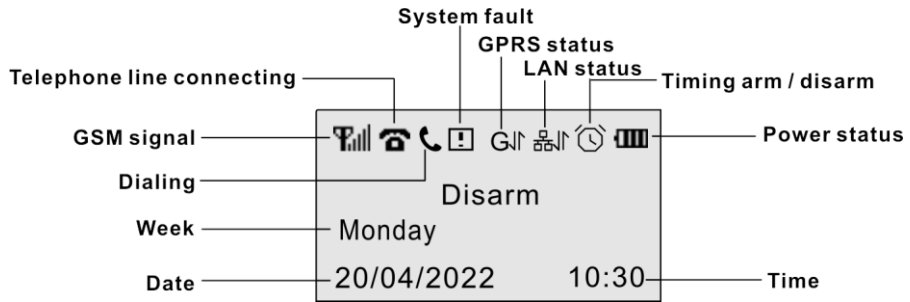 System fault
GPRS status
LAN status
Telephone line connecting
Timing arm / disarm
GSM signal
G
Power status
Dialing
Disarm
Week
Monday
Date
20/04/2022 10:30
Time